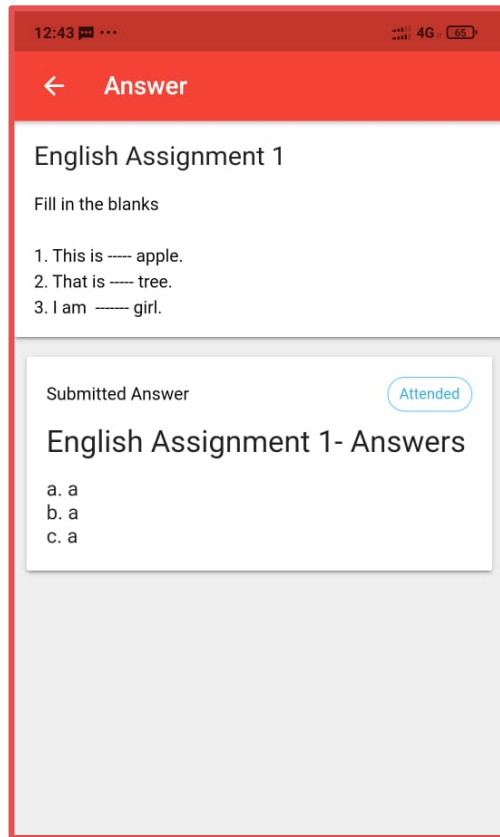 12:43 ...
4G 65
Answer
English Assignment 1
Fill in the blanks
1. This is ----- apple.
2. That is ----- tree.
3. I am ------- girl.
Submitted Answer
Attended
English Assignment 1- Answers
a. a
b. a
c. a